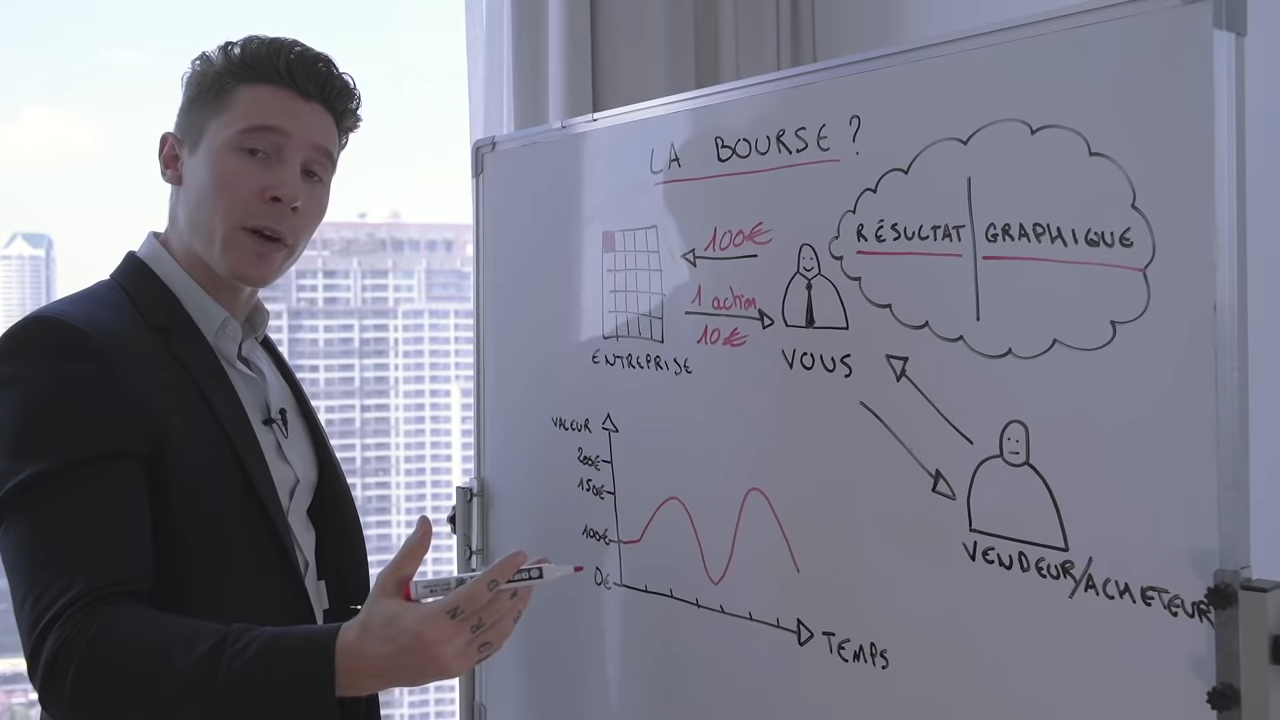 LA BOURSE ?
RÉSULTAT
GRAPHIQUE
100€
1 action
10€
ENTREPRISE
VOUS
VALEUR
200€
150€
100€
0€
TEMPS
VENDEUR/ACHETEUR